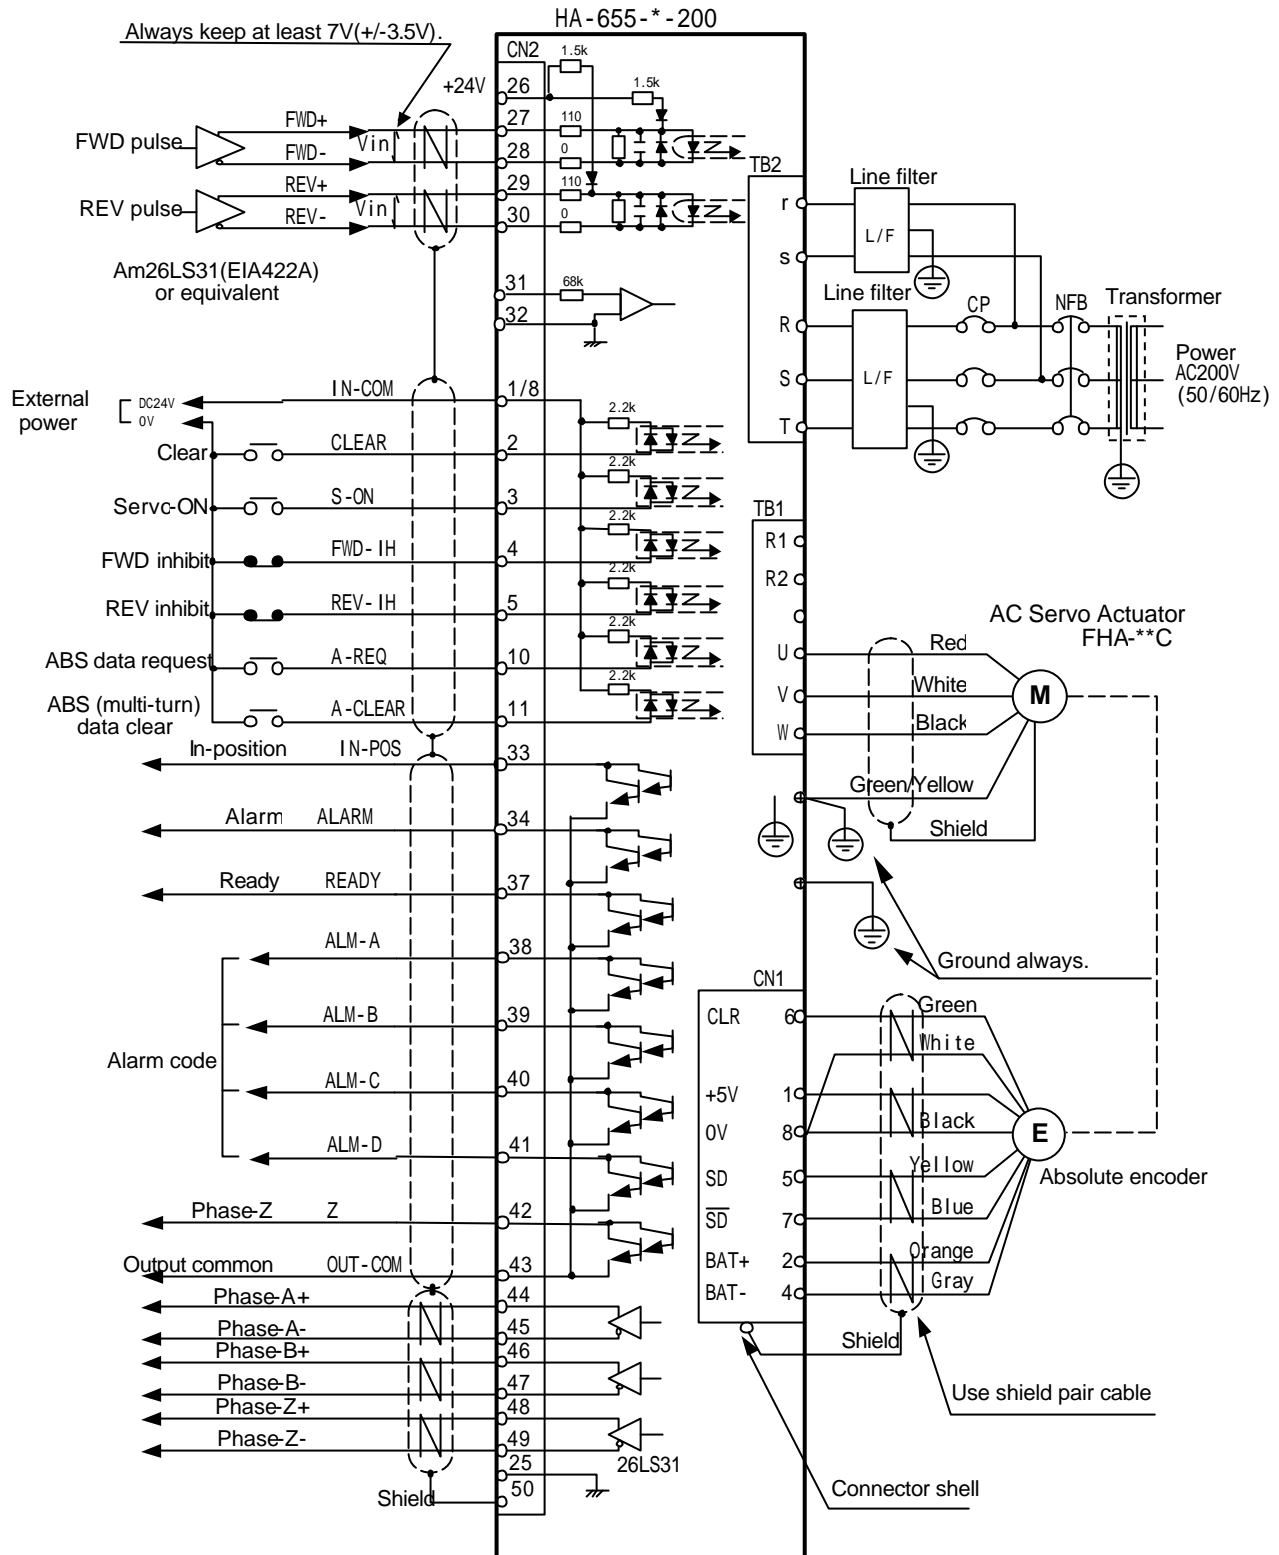 HA-655-*-200
Always keep at least 7V(+/-3.5V).
CN2
1.5k
+24V
26
1.5k
FWD pulse
FWD+
27
110
Vin
FWD-
28
0
REV pulse
REV+
29
110
Vin
REV-
30
0
Am26LS31(EIA422A)
or equivalent
31
68k
32
External
power
DC24V
0V
IN-COM
1/8
2.2k
Clear
CLEAR
2
2.2k
Servo-ON
S-ON
3
2.2k
FWD inhibit
FWD-IH
4
2.2k
REV inhibit
REV-IH
5
2.2k
ABS data request
A-REQ
10
2.2k
ABS (multi-turn)
data clear
A-CLEAR
11
In-position
IN-POS
33
Alarm
ALARM
34
Ready
READY
37
ALM-A
38
ALM-B
39
Alarm code
ALM-C
40
ALM-D
41
Phase-Z
Z
42
Output common
OUT-COM
43
Phase-A+
44
Phase-A-
45
Phase-B+
46
Phase-B-
47
Phase-Z+
48
Phase-Z-
49
26LS31
25
Shield
50
TB2
r
s
R
S
T
Line filter
L/F
Line filter
L/F
CP
NFB
Transformer
Power
AC200V
(50/60Hz)
TB1
R1
R2
U
V
W
AC Servo Actuator
FHA-**C
Red
White
Black
Green/Yellow
Shield
M
Ground always.
CN1
CLR
6
Green
White
+5V
1
0V
8
Black
SD
5
Yellow
SD
7
Blue
BAT+
2
Orange
BAT-
4
Gray
E
Absolute encoder
Shield
Use shield pair cable
Connector shell